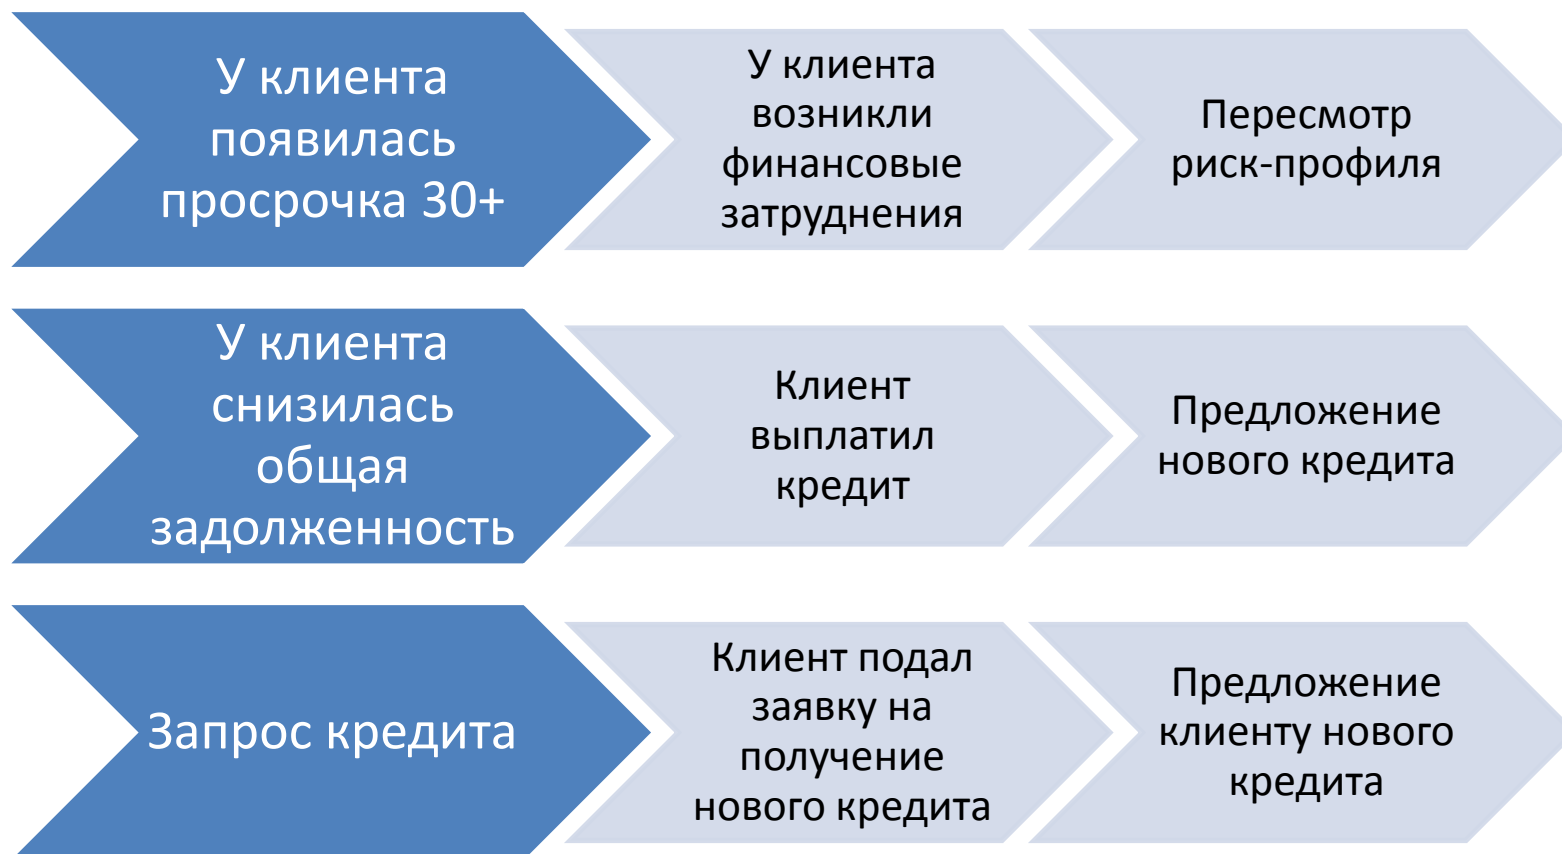 У клиента
появилась
просрочка 30+
У клиента
возникли
финансовые
затруднения
Пересмотр
риск-профиля
У клиента
снизилась
общая
задолженность
Клиент
выплатил
кредит
Предложение
нового кредита
Запрос кредита
Клиент подал
заявку на
получение
нового кредита
Предложение
клиенту нового
кредита